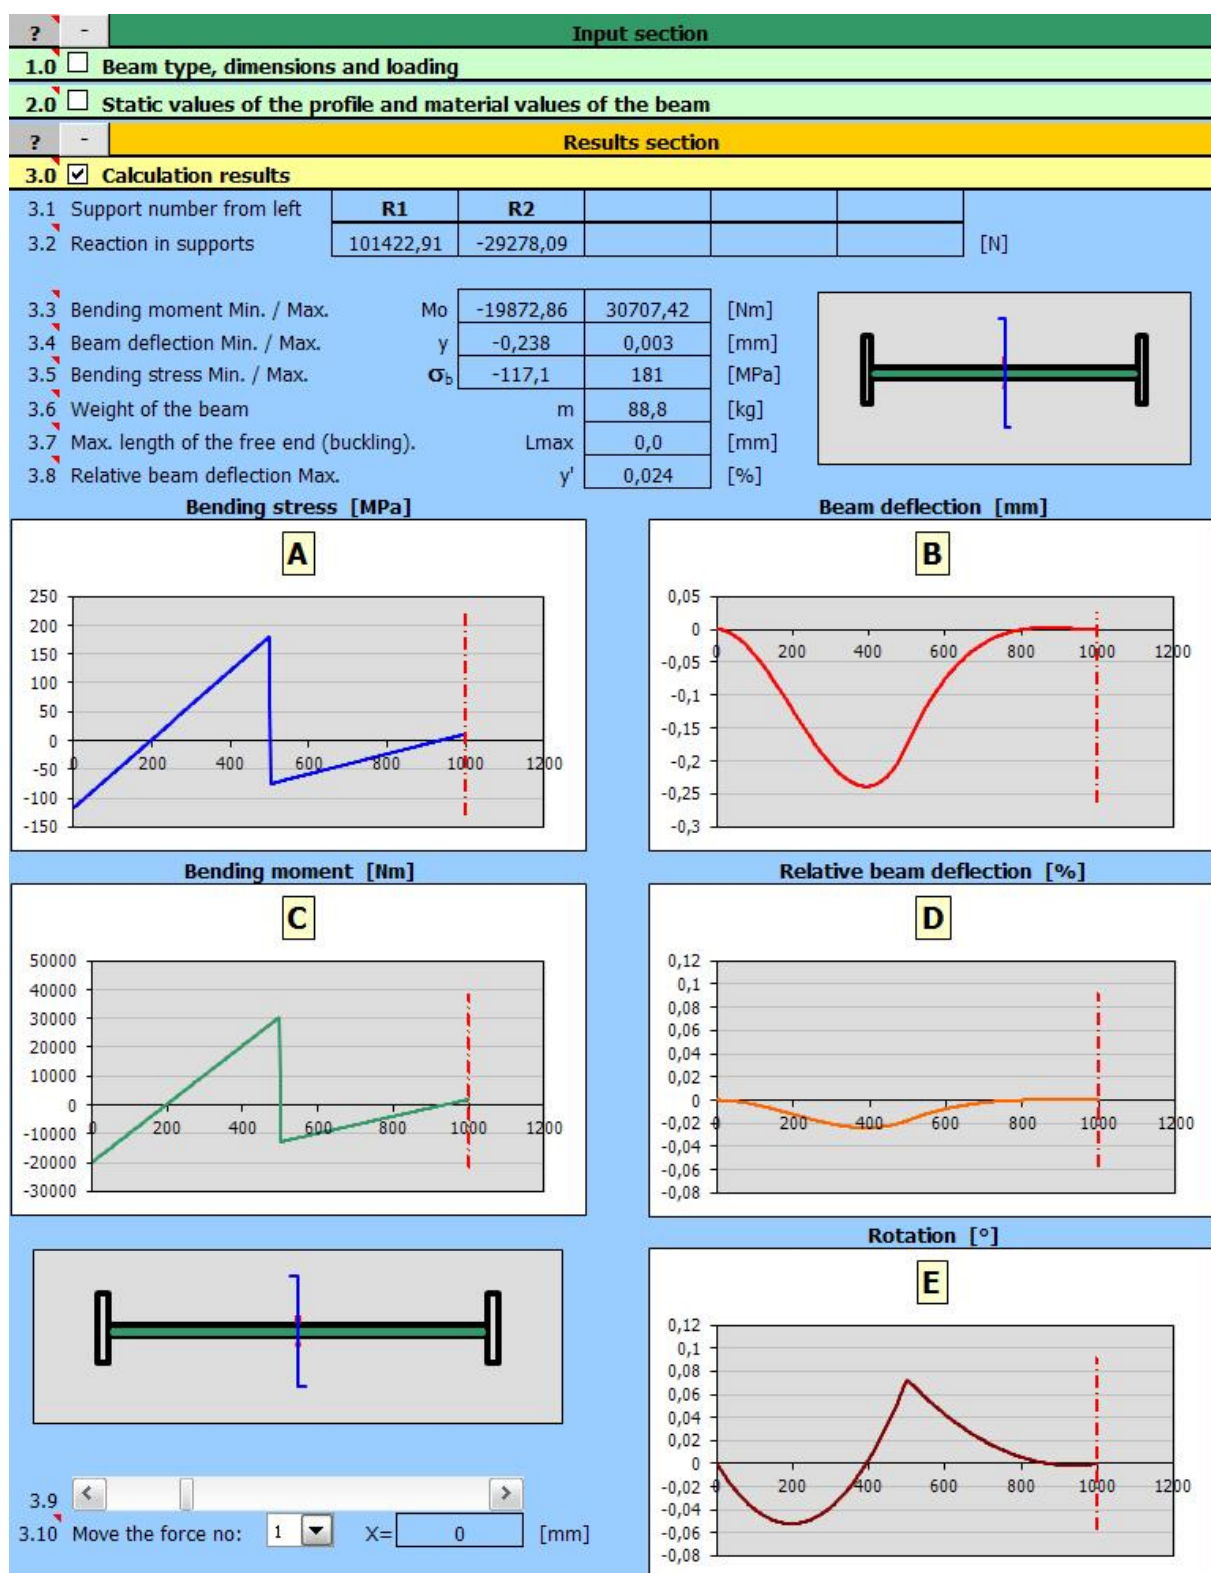 ? - Input section
1.0 Beam type, dimensions and loading
2.0 Static values of the profile and material values of the beam
? - Results section
3.0 Calculation results
3.1 Support number from left R1 R2
3.2 Reaction in supports 101422,91 -29278,09 [N]
3.3 Bending moment Min. / Max. Mo -19872,86 30707,42 [Nm]
3.4 Beam deflection Min. / Max. y -0,238 0,003 [mm]
3.5 Bending stress Min. / Max. σb -117,1 181 [MPa]
3.6 Weight of the beam m 88,8 [kg]
3.7 Max. length of the free end (buckling). Lmax 0,0 [mm]
3.8 Relative beam deflection Max. y' 0,024 [%]
Bending stress [MPa]
A
250
200
150
100
50
0
-50
-100
-150
0 200 400 600 800 1000 1200
Beam deflection [mm]
B
0,05
0
-0,05
-0,1
-0,15
-0,2
-0,25
-0,3
0 200 400 600 800 1000 1200
Bending moment [Nm]
C
50000
40000
30000
20000
10000
0
-10000
-20000
-30000
0 200 400 600 800 1000 1200
Relative beam deflection [%]
D
0,12
0,1
0,08
0,06
0,04
0,02
0
-0,02
-0,04
-0,06
-0,08
0 200 400 600 800 1000 1200
Rotation [°]
E
0,12
0,1
0,08
0,06
0,04
0,02
0
-0,02
-0,04
-0,06
-0,08
0 200 400 600 800 1000 1200
3.9
3.10 Move the force no: 1 X= 0 [mm]